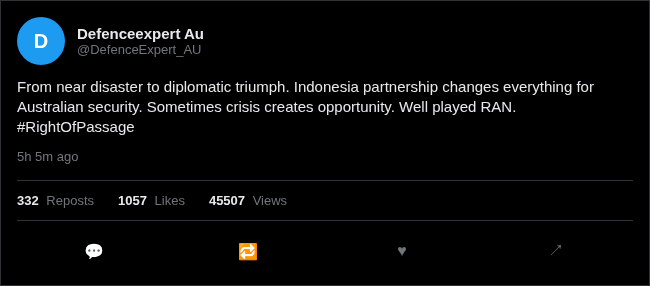 D
Defenceexpert Au
@DefenceExpert_AU
From near disaster to diplomatic triumph. Indonesia partnership changes everything for
Australian security. Sometimes crisis creates opportunity. Well played RAN.
#RightOfPassage
5h 5m ago
332 Reposts 1057 Likes 45507 Views